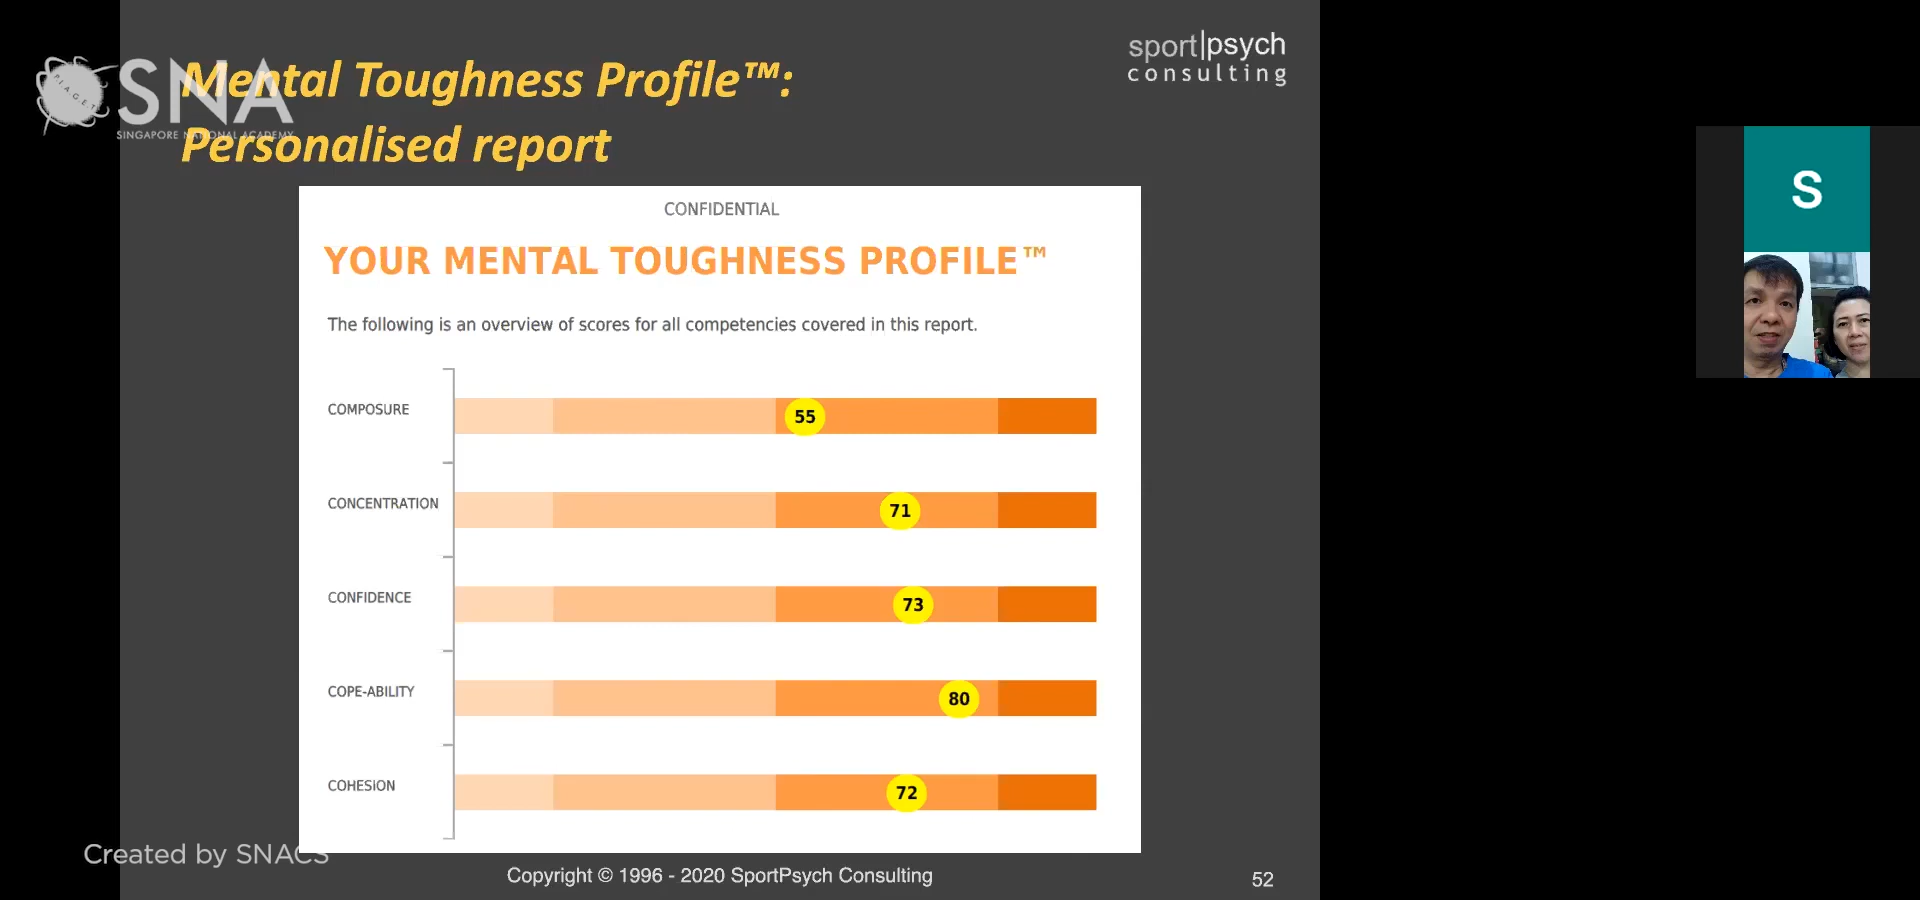 sport|psych
consulting
SNA
PIAGET
SINGAPORE NATIONAL ACADEMY
Mental Toughness Profile™:
Personalised report
S
CONFIDENTIAL
YOUR MENTAL TOUGHNESS PROFILE™
The following is an overview of scores for all competencies covered in this report.
COMPOSURE 55
CONCENTRATION 71
CONFIDENCE 73
COPE-ABILITY 80
COHESION 72
Created by SNACS
Copyright © 1996 - 2020 SportPsych Consulting
52